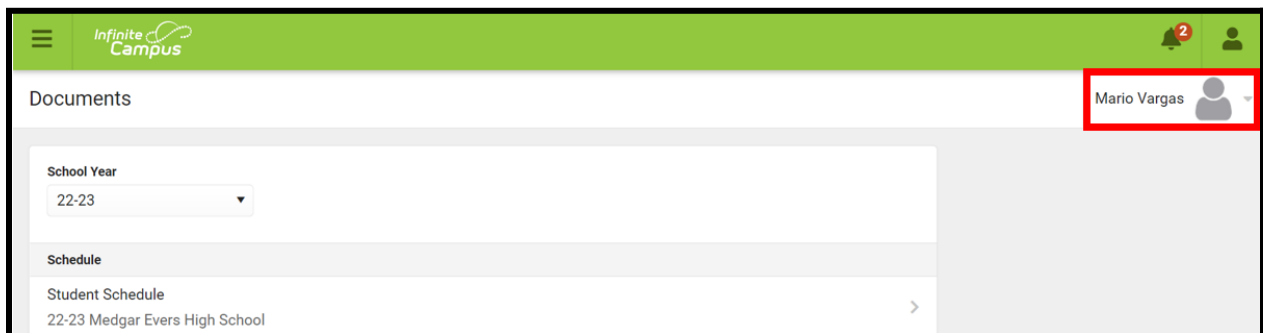 Infinite
Campus
2
Documents
Mario Vargas
School Year
22-23
Schedule
Student Schedule
22-23 Medgar Evers High School